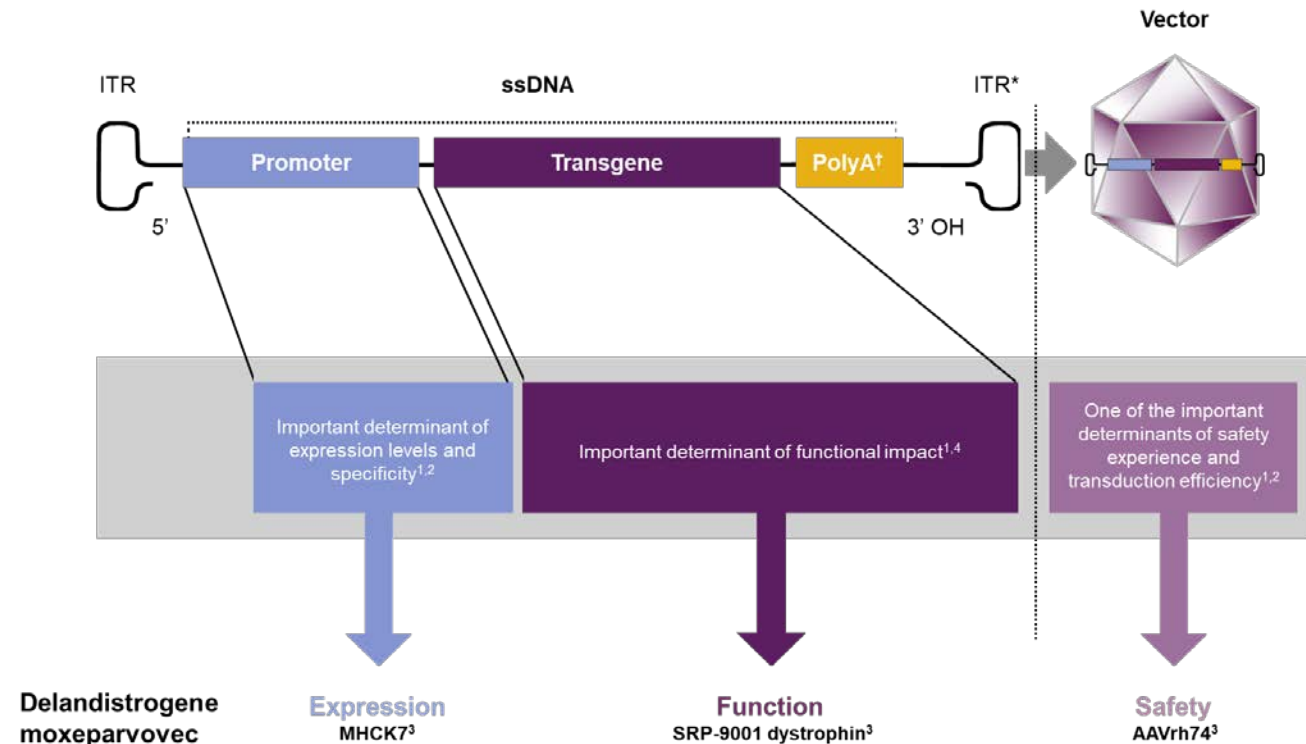 Vector
ITR
ssDNA
ITR*
Promoter
Transgene
PolyA†
5’
3’ OH
Important determinant of
expression levels and
specificity1,2
Important determinant of functional impact1,4
One of the important
determinants of safety
experience and
transduction efficiency1,2
Delandistrogene
moxeparvovec
Expression
MHCK73
Function
SRP-9001 dystrophin3
Safety
AAVrh743